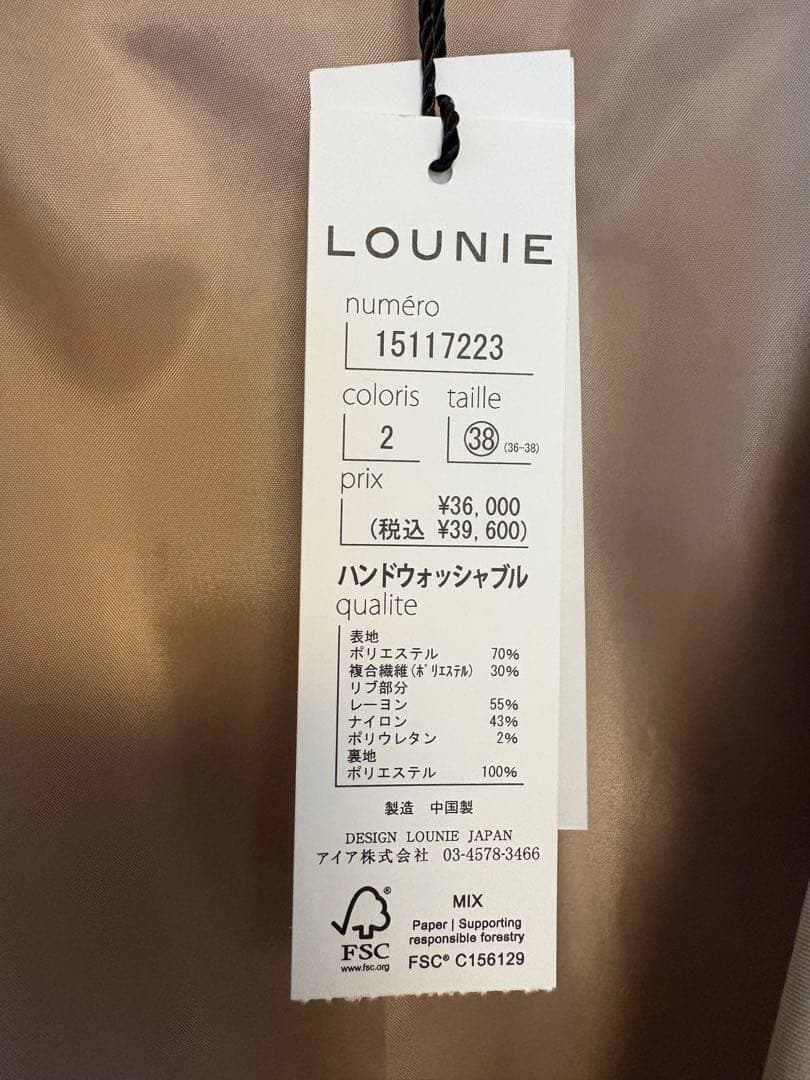 LOUNIE
numéro
15117223
coloris taille
2 ㊳ (36-38)
prix
¥36,000
(税込 ¥39,600)
ハンドウォッシャブル
qualite
表地
ポリエステル 70%
複合繊維(ﾎﾟﾘｴｽﾃﾙ) 30%
リブ部分
レーヨン 55%
ナイロン 43%
ポリウレタン 2%
裏地
ポリエステル 100%
製造 中国製
DESIGN LOUNIE JAPAN
アイア株式会社 03-4578-3466
FSC®
www.fsc.org
MIX
Paper | Supporting
responsible forestry
FSC® C156129